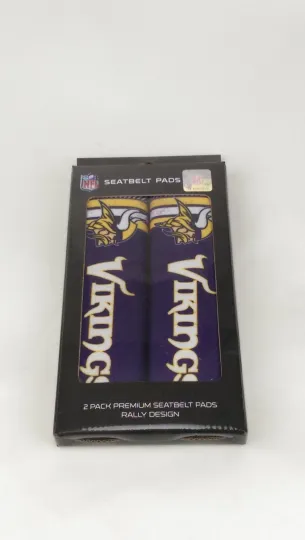 NFL
SEATBELT PADS
VIKINGS
VIKINGS
2 PACK PREMIUM SEATBELT PADS
RALLY DESIGN